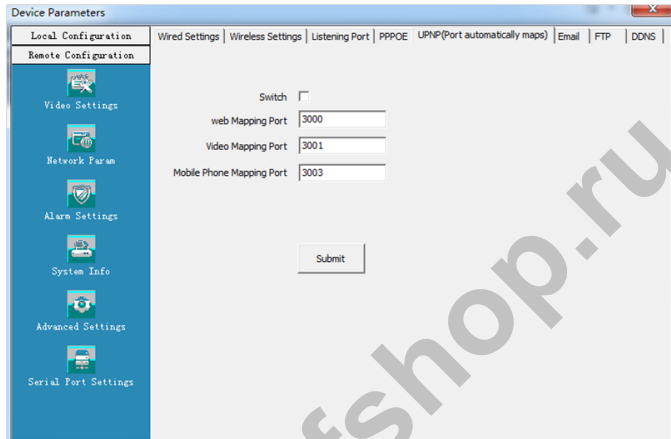 Device Parameters
Local Configuration
Remote Configuration
Video Settings
Network Param
Alarm Settings
System Info
Advanced Settings
Serial Port Settings
Wired Settings Wireless Settings Listening Port PPPOE UPNP(Port automatically maps) Email FTP DDNS
Switch
web Mapping Port 3000
Video Mapping Port 3001
Mobile Phone Mapping Port 3003
Submit
fshop.ru